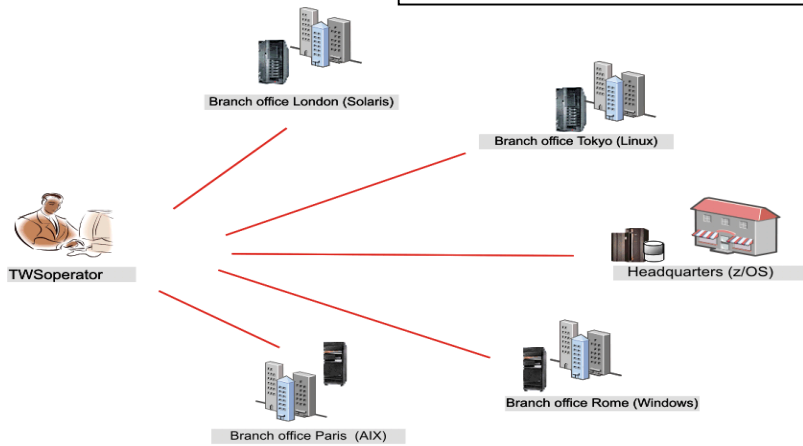 Branch office London (Solaris)
Branch office Tokyo (Linux)
TWSoperator
Headquarters (z/OS)
Branch office Rome (Windows)
Branch office Paris (AIX)